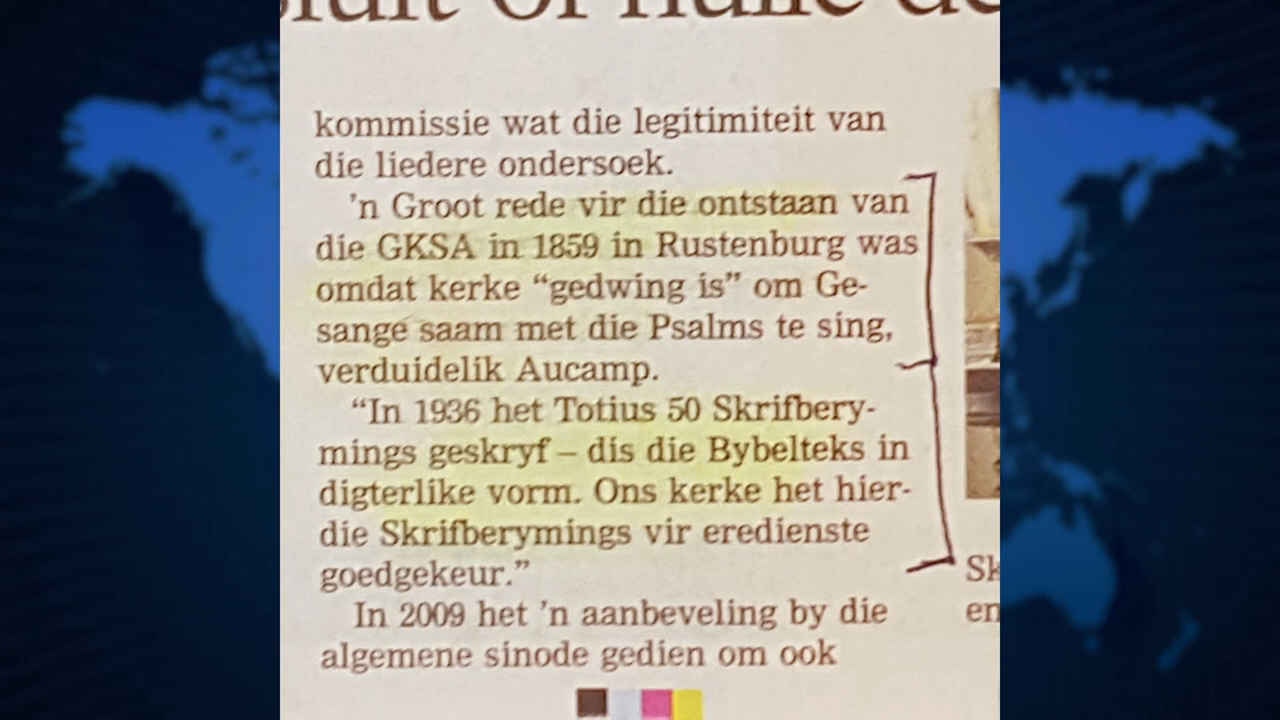 kommissie wat die legitimiteit van
die liedere ondersoek.
’n Groot rede vir die ontstaan van
die GKSA in 1859 in Rustenburg was
omdat kerke “gedwing is” om Ge-
sange saam met die Psalms te sing,
verduidelik Aucamp.
“In 1936 het Totius 50 Skrifbery-
mings geskryf – dis die Bybelteks in
digterlike vorm. Ons kerke het hier-
die Skrifberymings vir eredienste
goedgekeur.”
In 2009 het ’n aanbeveling by die
algemene sinode gedien om ook